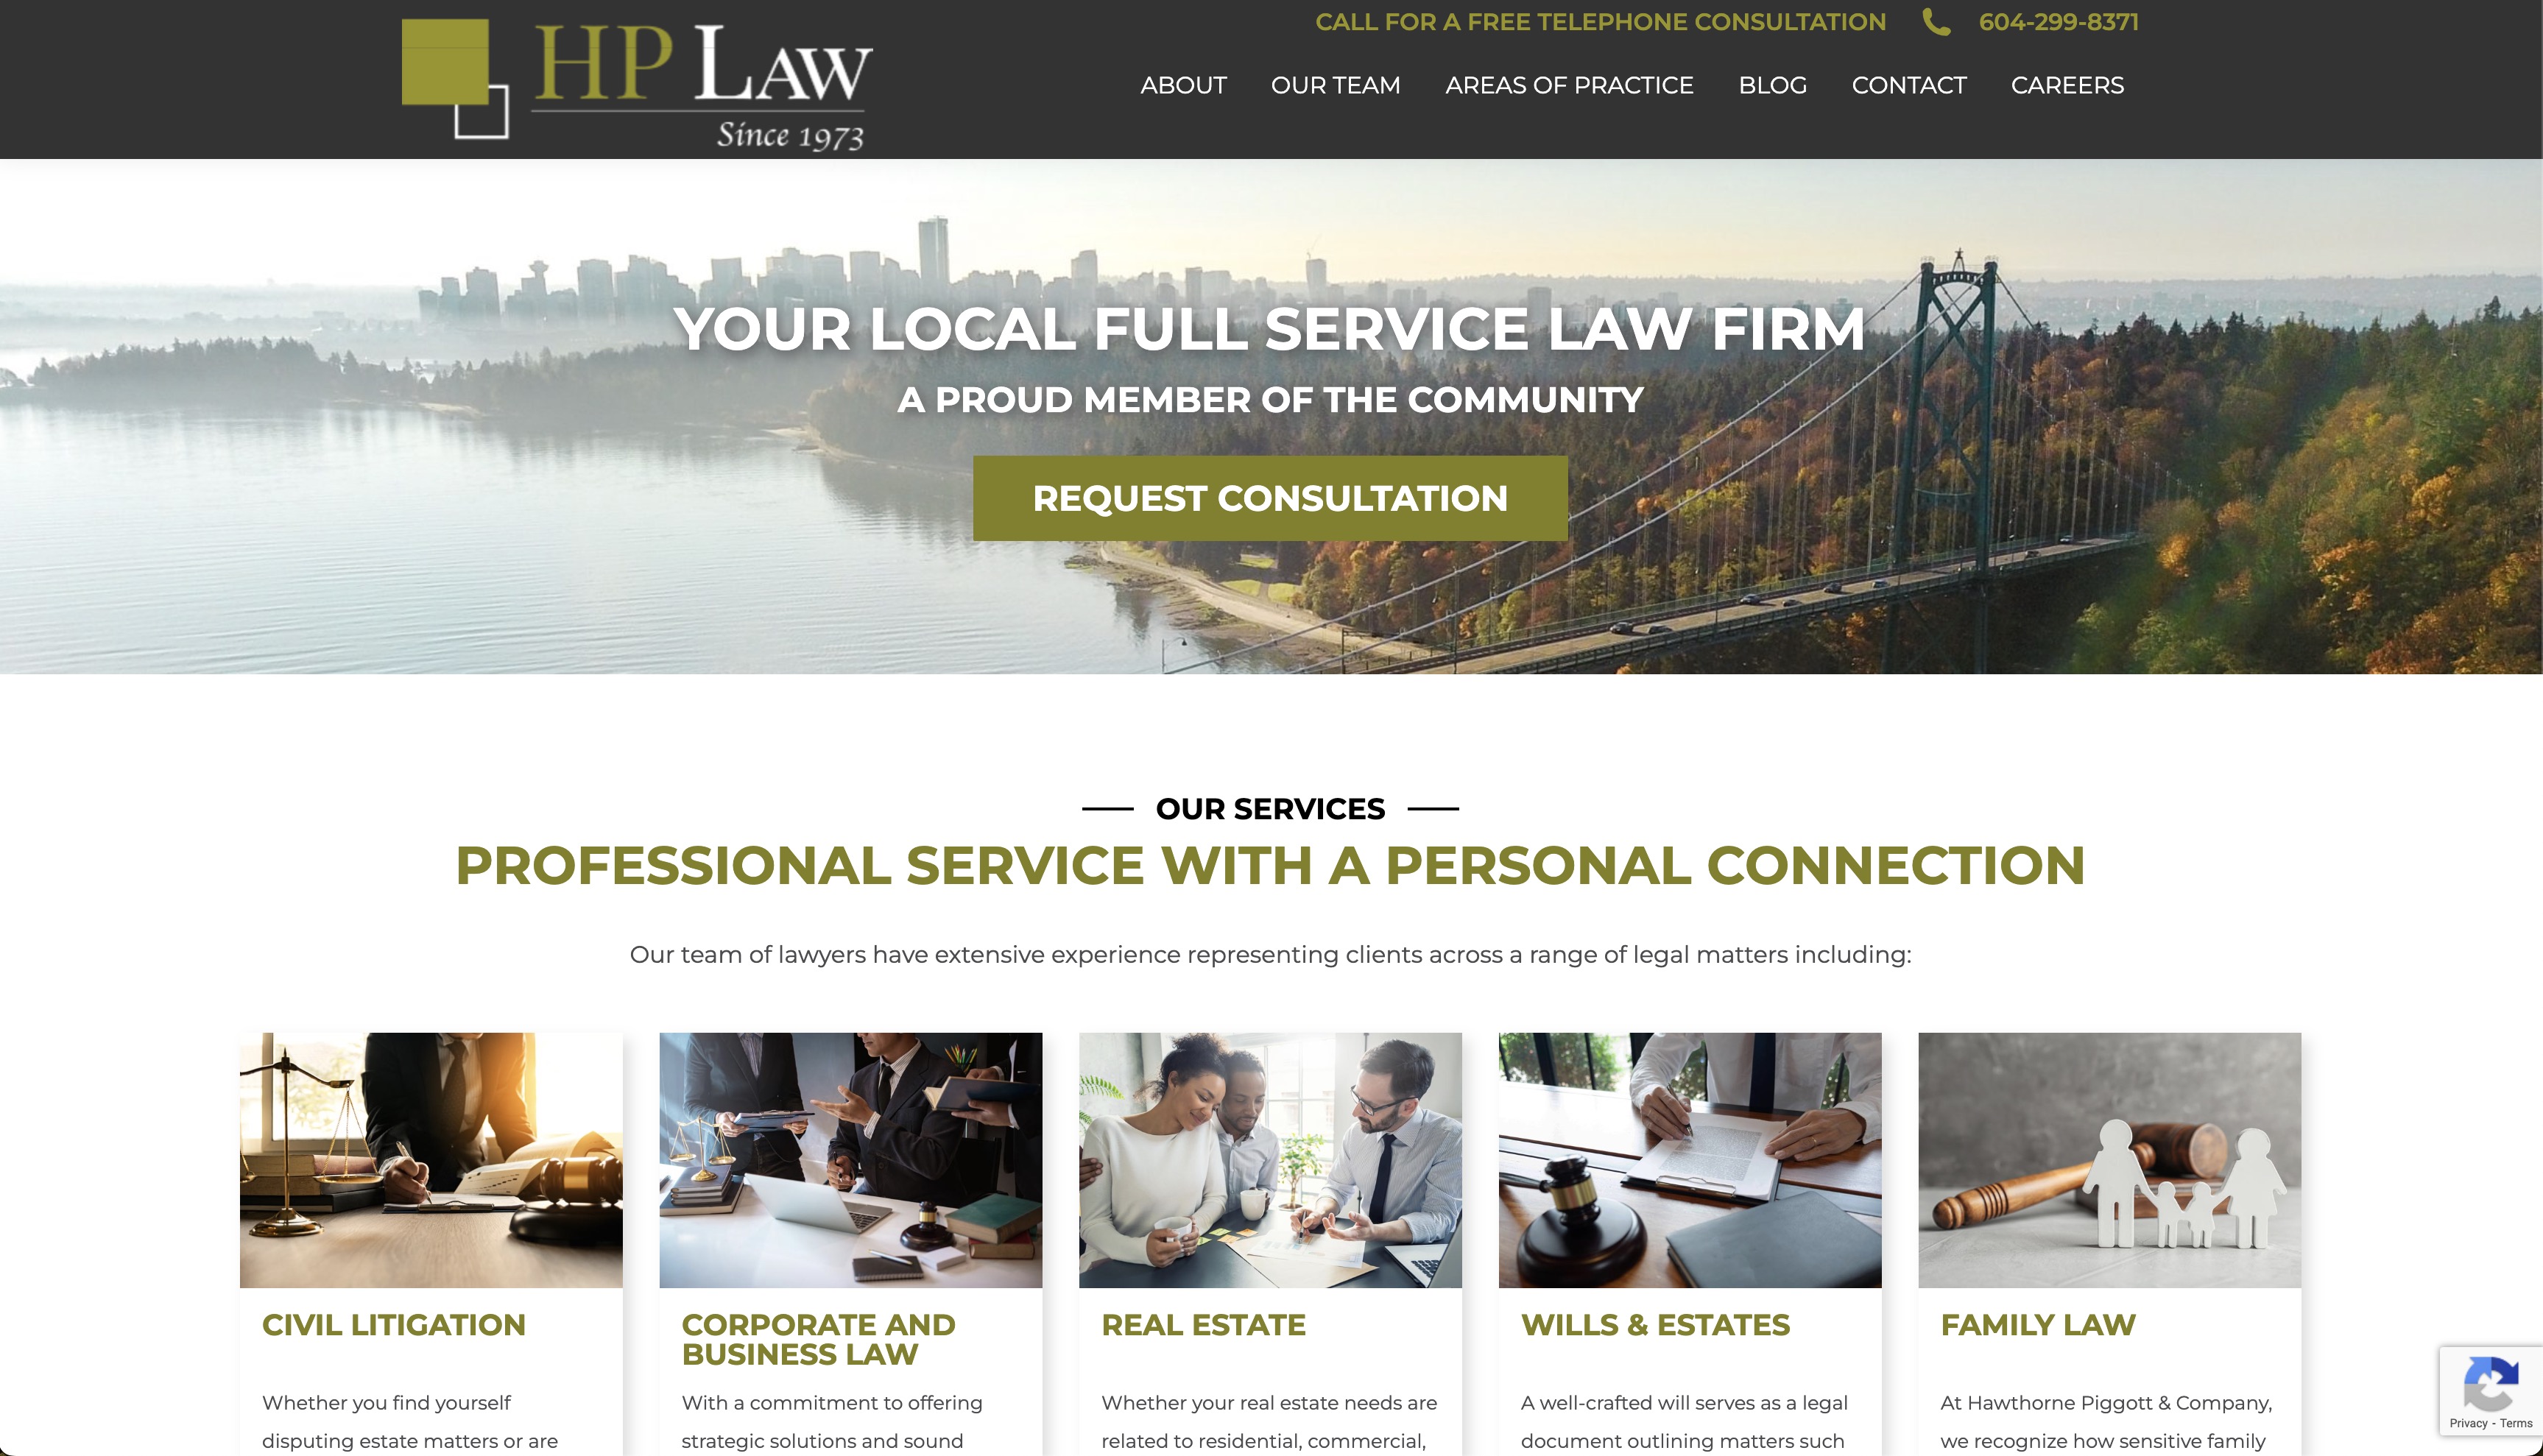 HP LAW
Since 1973
CALL FOR A FREE TELEPHONE CONSULTATION 604-299-8371
ABOUT OUR TEAM AREAS OF PRACTICE BLOG CONTACT CAREERS
YOUR LOCAL FULL SERVICE LAW FIRM
A PROUD MEMBER OF THE COMMUNITY
REQUEST CONSULTATION
OUR SERVICES
PROFESSIONAL SERVICE WITH A PERSONAL CONNECTION
Our team of lawyers have extensive experience representing clients across a range of legal matters including:
CIVIL LITIGATION
Whether you find yourself
disputing estate matters or are
CORPORATE AND
BUSINESS LAW
With a commitment to offering
strategic solutions and sound
REAL ESTATE
Whether your real estate needs are
related to residential, commercial,
WILLS & ESTATES
A well-crafted will serves as a legal
document outlining matters such
FAMILY LAW
At Hawthorne Piggott & Company,
we recognize how sensitive family
Privacy - Terms